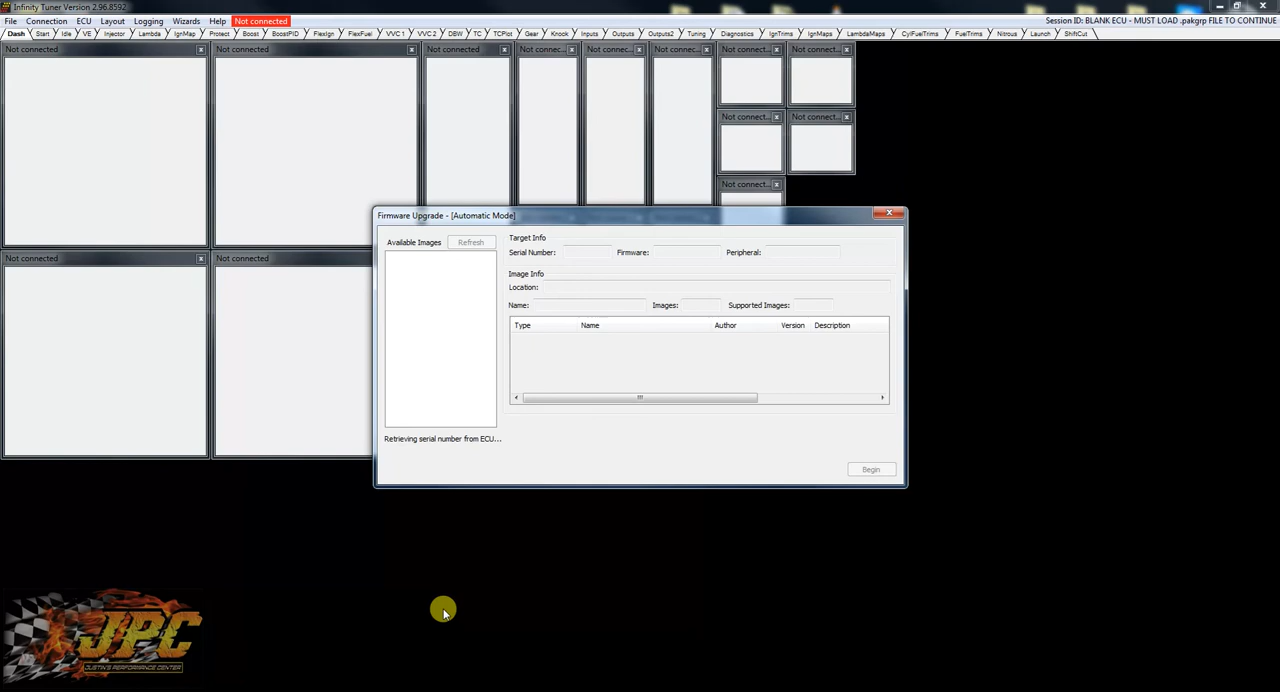 Infinity Tuner Version 2.96.8592
File Connection ECU Layout Logging Wizards Help Not connected Session ID: BLANK ECU - MUST LOAD .pakgrp FILE TO CONTINUE
Dash Start Idle VE Injector Lambda IgnMap Protect Boost BoostPID FlexIgn FlexFuel VVC 1 VVC 2 DBW TC TCPlot Gear Knock Inputs Outputs Outputs2 Tuning Diagnostics IgnTrims IgnMaps LambdaMaps CylFuelTrims FuelTrims Nitrous Launch ShiftCut
Not connected Not connected Not connected Not connec... Not connec... Not connec... Not connect... Not connect...
Not connect... Not connect...
Not connect...
Firmware Upgrade - [Automatic Mode]
Available Images Refresh
Target Info
Serial Number: Firmware: Peripheral:
Not connected Not connected
Image Info
Location:
Name: Images: Supported Images:
Type Name Author Version Description
Retrieving serial number from ECU...
Begin
JPC
JUSTIN'S PERFORMANCE CENTER